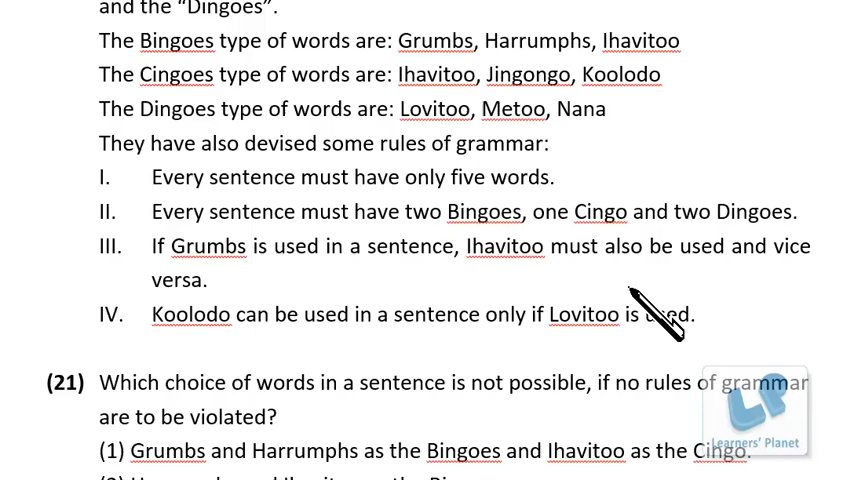 and the “Dingoes”.
The Bingoes type of words are: Grumbs, Harrumphs, Ihavitoo
The Cingoes type of words are: Ihavitoo, Jingongo, Koolodo
The Dingoes type of words are: Lovitoo, Metoo, Nana
They have also devised some rules of grammar:
I. Every sentence must have only five words.
II. Every sentence must have two Bingoes, one Cingo and two Dingoes.
III. If Grumbs is used in a sentence, Ihavitoo must also be used and vice
versa.
IV. Koolodo can be used in a sentence only if Lovitoo is used.
(21) Which choice of words in a sentence is not possible, if no rules of grammar
are to be violated?
LP
Learners' Planet
(1) Grumbs and Harrumphs as the Bingoes and Ihavitoo as the Cingo.